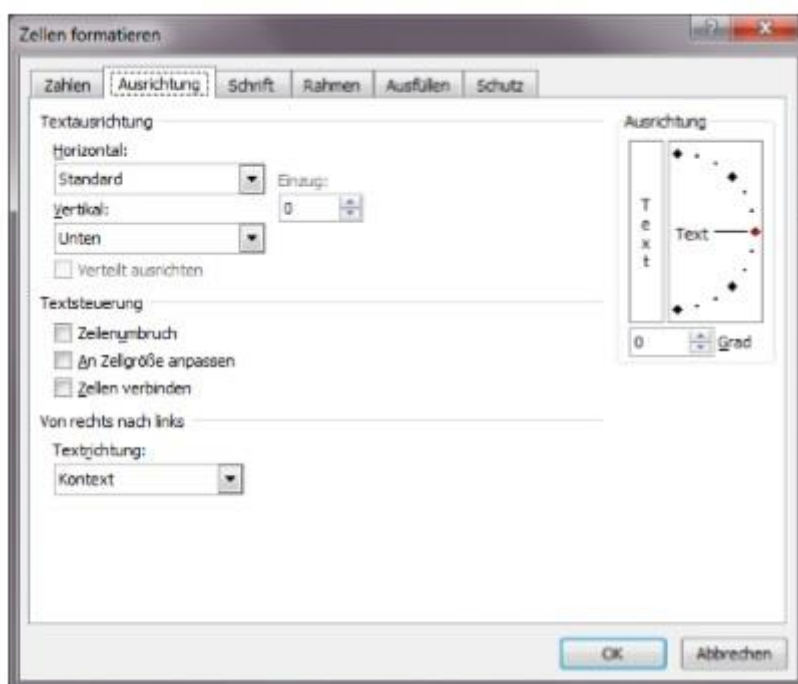 Zellen formatieren
Zahlen Ausrichtung Schrift Rahmen Ausfüllen Schutz
Textausrichtung
Horizontal:
Standard
Einzug:
0
Vertikal:
Unten
Verteilt ausrichten
Textsteuerung
Zeilenumbruch
An Zellgröße anpassen
Zellen verbinden
Von rechts nach links
Textrichtung:
Kontext
Ausrichtung
Text
Text
0 Grad
OK Abbrechen